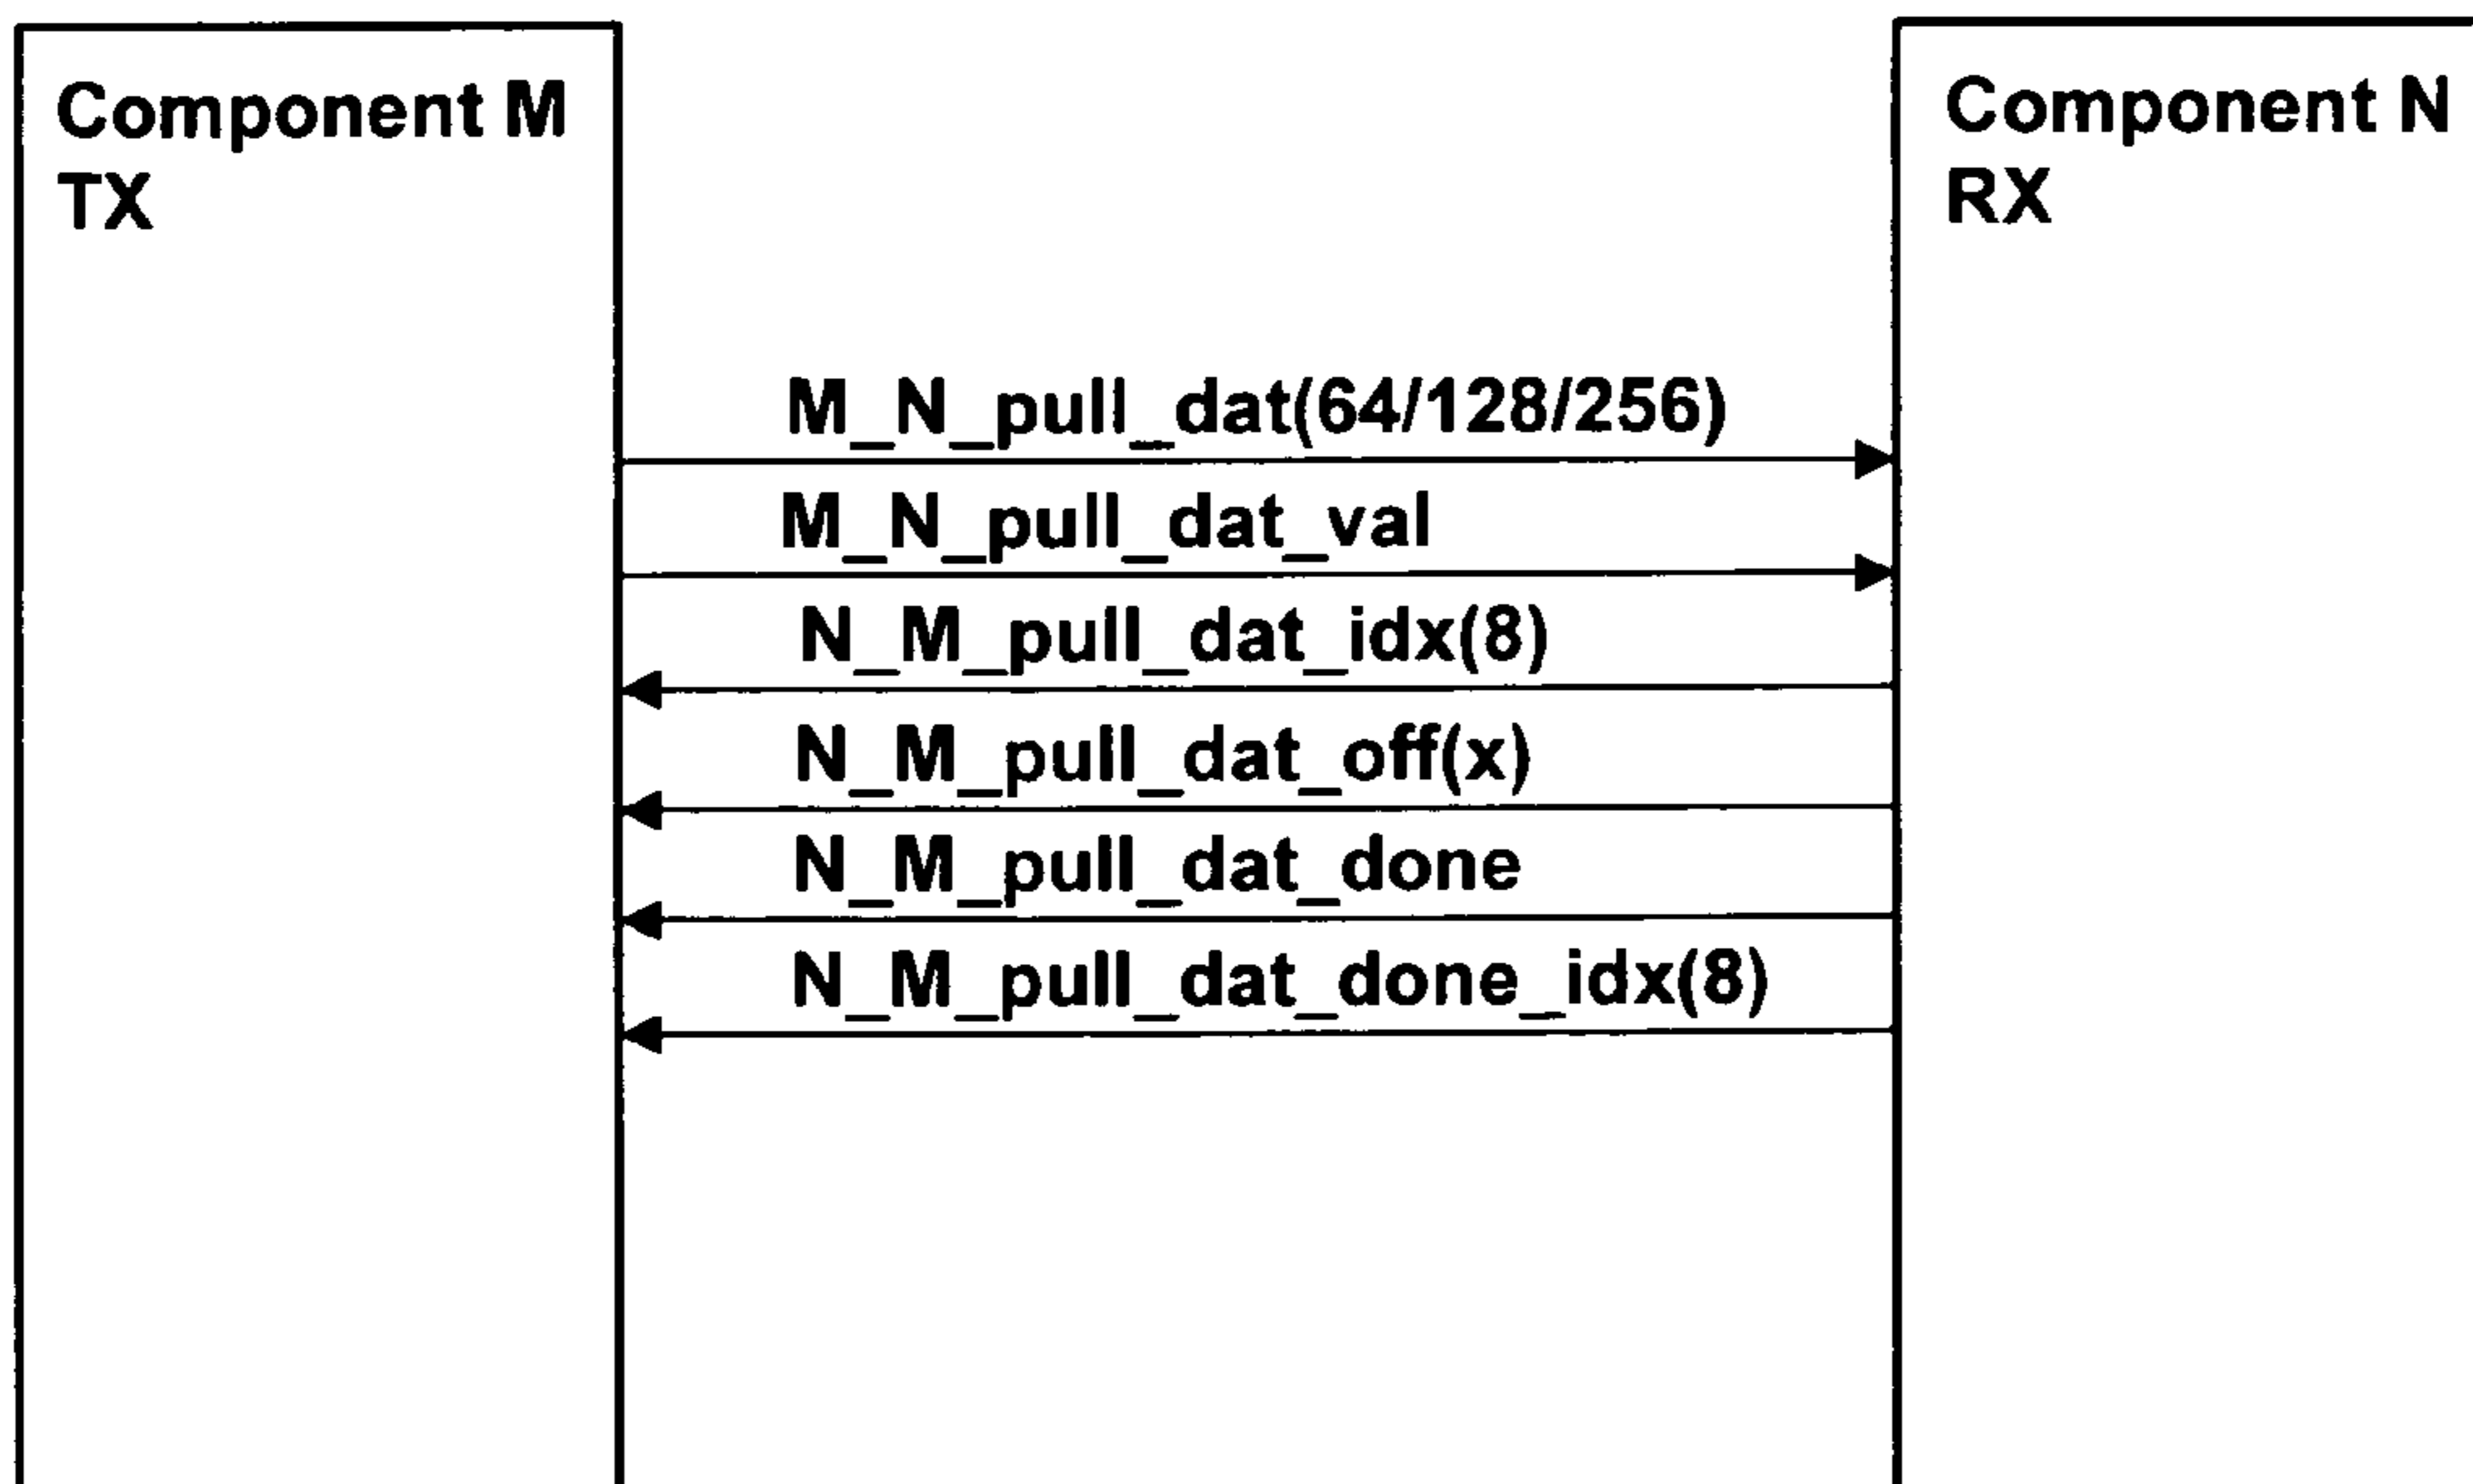 Component M
TX
Component N
RX
M_N_pull_dat(64/128/256)
M_N_pull_dat_val
N_M_pull_dat_idx(8)
N_M_pull_dat_off(x)
N_M_pull_dat_done
N_M_pull_dat_done_idx(8)